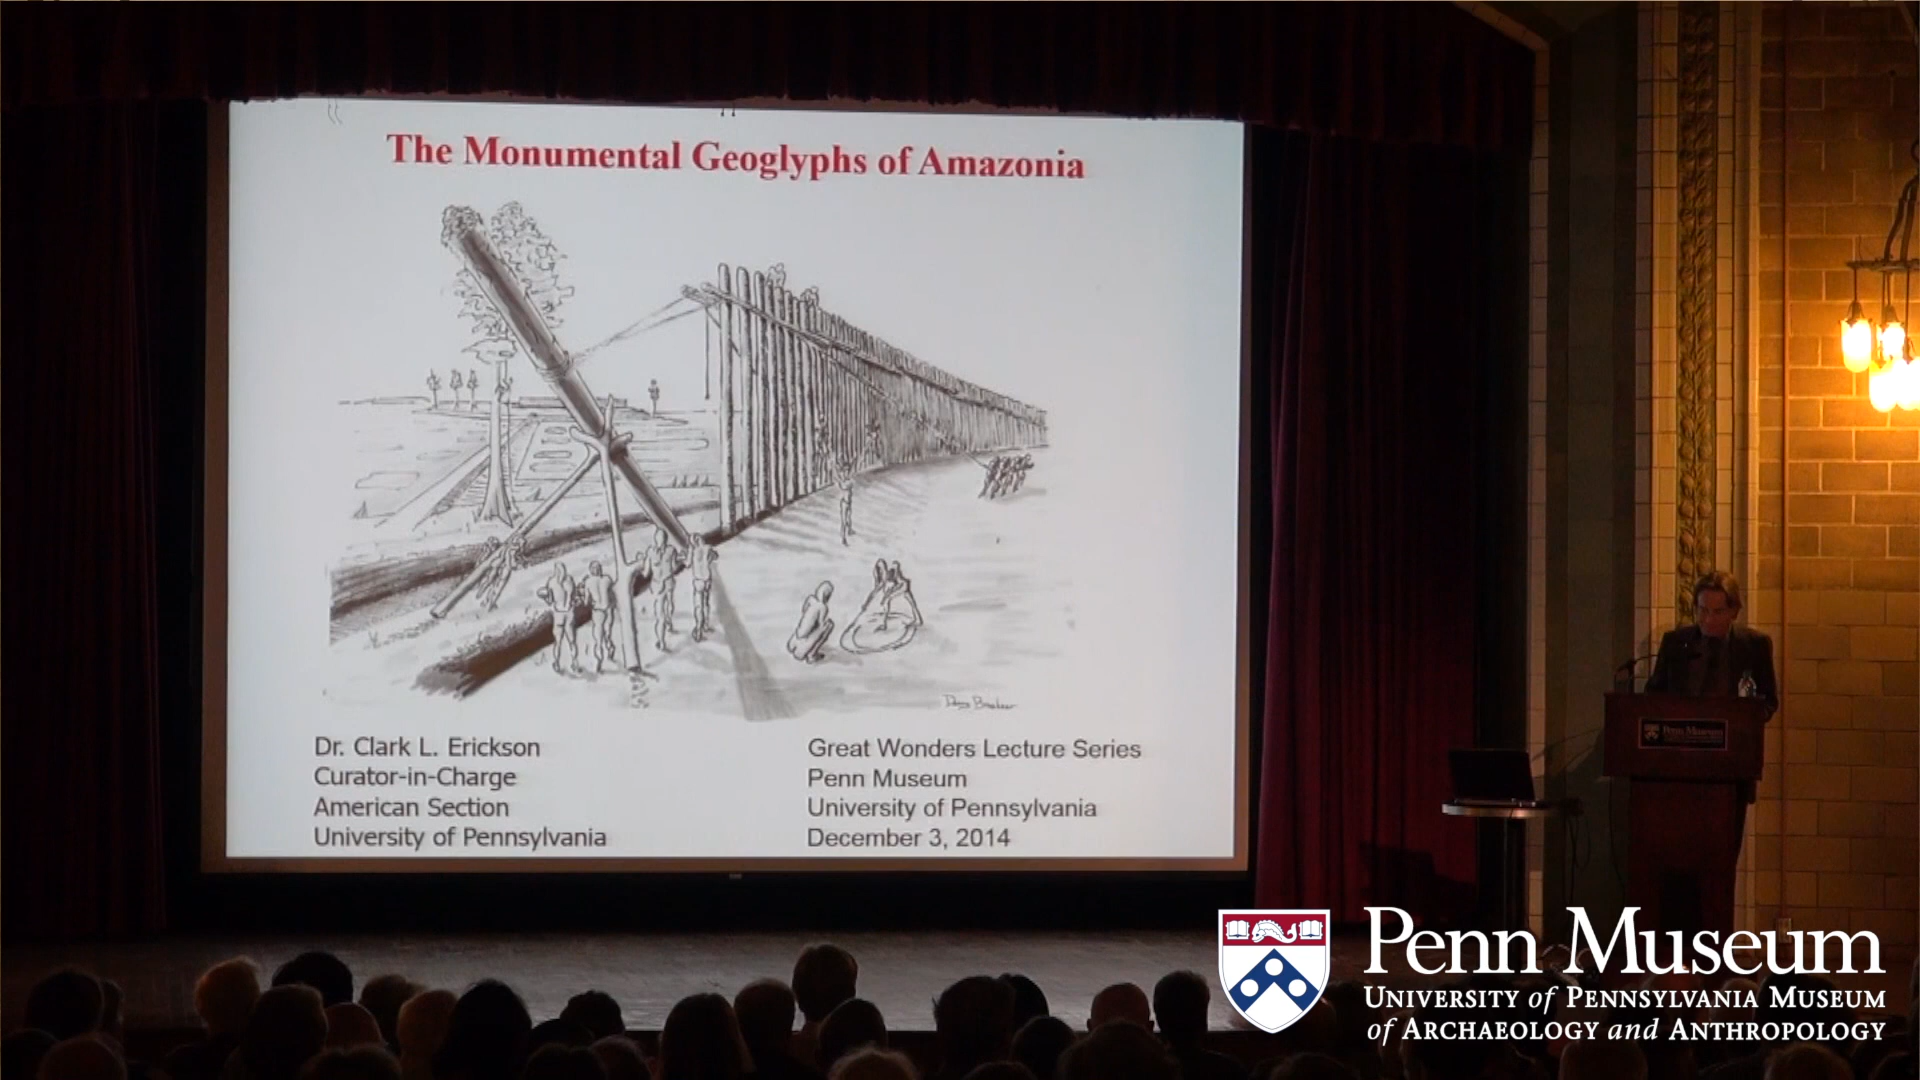 The Monumental Geoglyphs of Amazonia
Dr. Clark L. Erickson
Curator-in-Charge
American Section
University of Pennsylvania
Great Wonders Lecture Series
Penn Museum
University of Pennsylvania
December 3, 2014
Penn Museum
Penn Museum
University of Pennsylvania Museum
of Archaeology and Anthropology